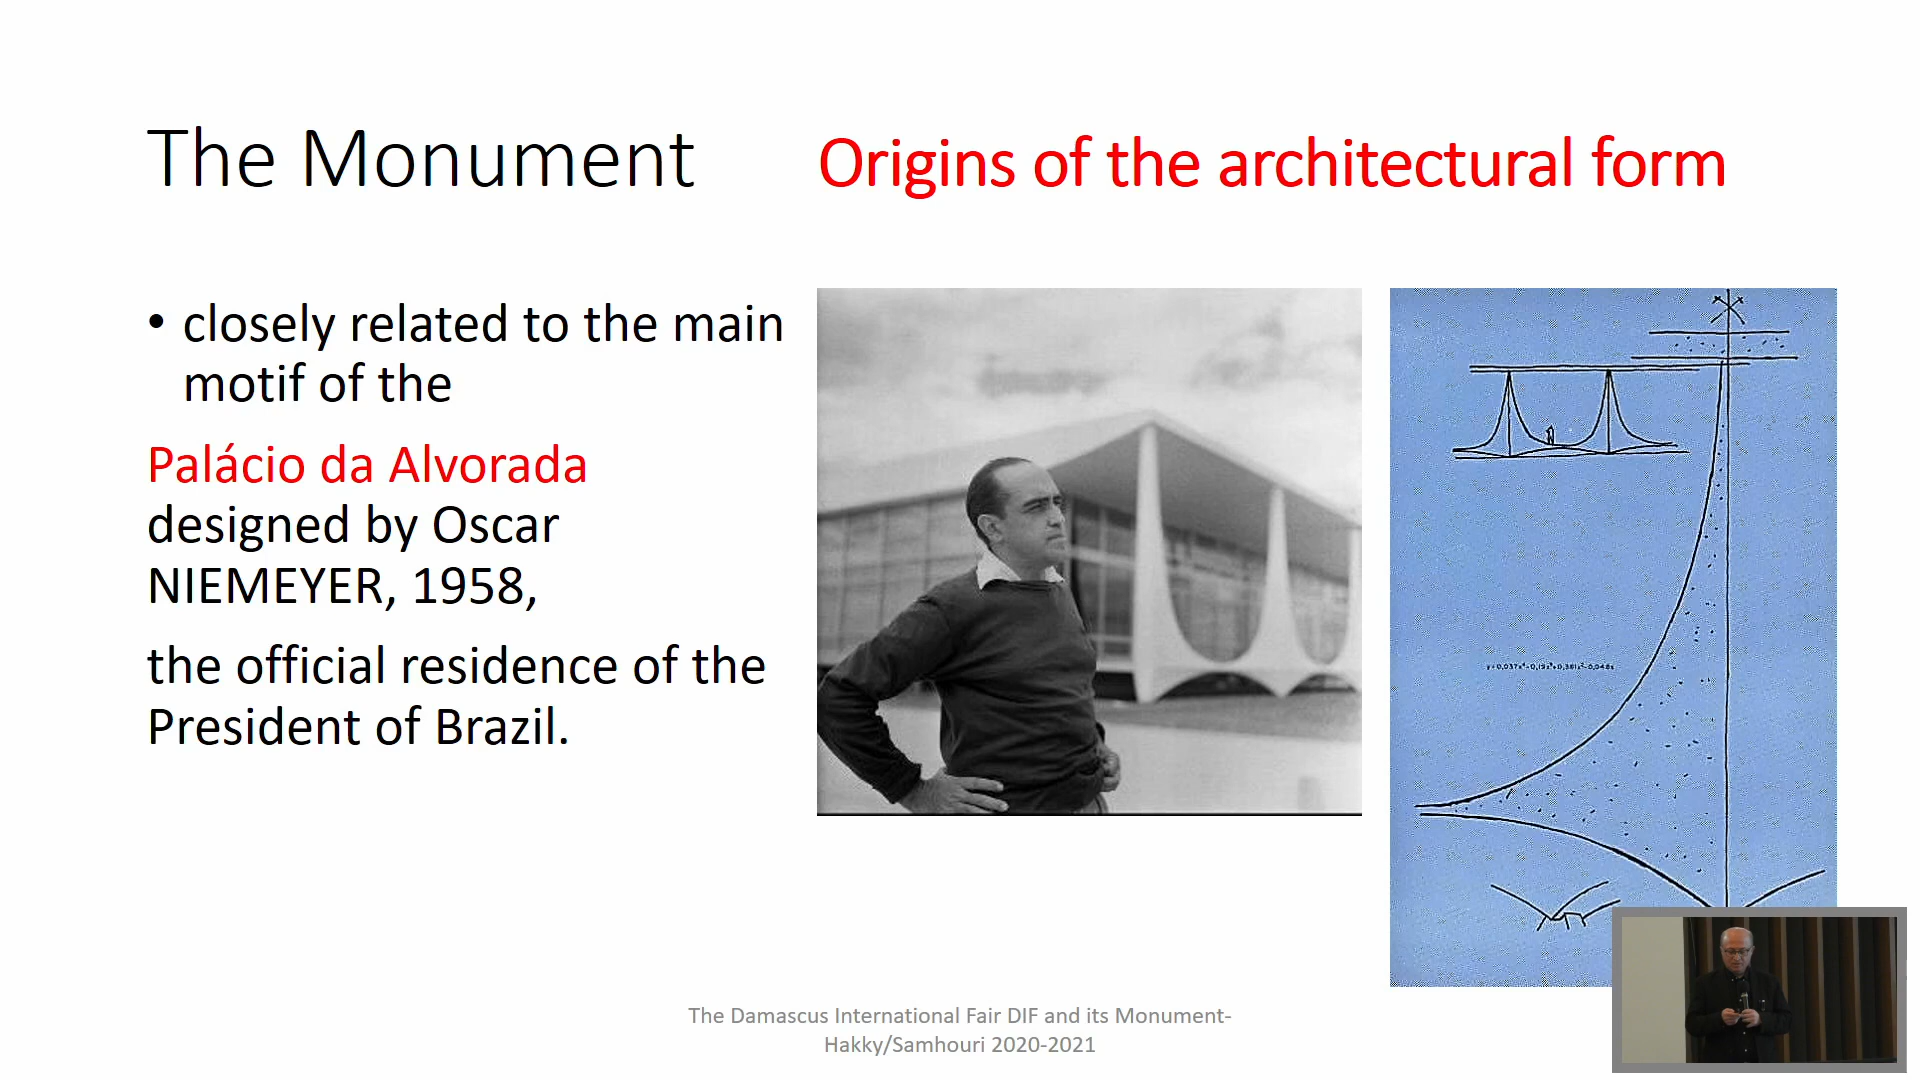 The Monument
Origins of the architectural form
• closely related to the main
motif of the
Palácio da Alvorada
designed by Oscar
NIEMEYER, 1958,
the official residence of the
President of Brazil.
The Damascus International Fair DIF and its Monument-
Hakky/Samhouri 2020-2021